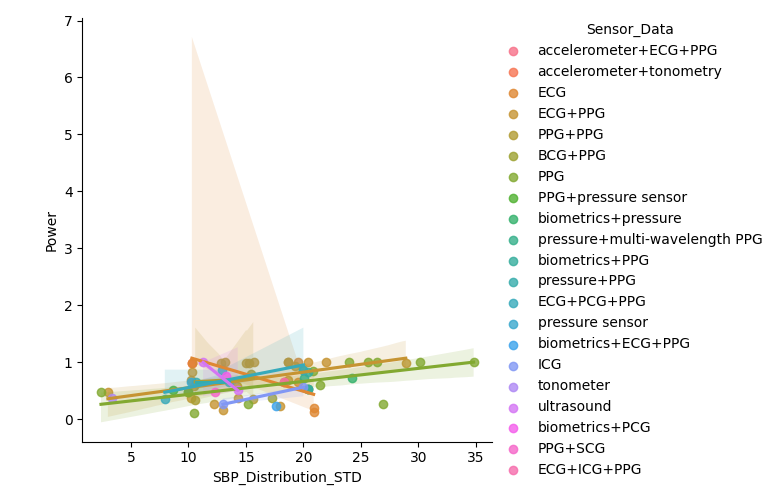 7
6
5
4
3
2
1
0
Power
5
10
15
20
25
30
35
SBP_Distribution_STD
Sensor_Data
accelerometer+ECG+PPG
accelerometer+tonometry
ECG
ECG+PPG
PPG+PPG
BCG+PPG
PPG
PPG+pressure sensor
biometrics+pressure
pressure+multi-wavelength PPG
biometrics+PPG
pressure+PPG
ECG+PCG+PPG
pressure sensor
biometrics+ECG+PPG
ICG
tonometer
ultrasound
biometrics+PCG
PPG+SCG
ECG+ICG+PPG